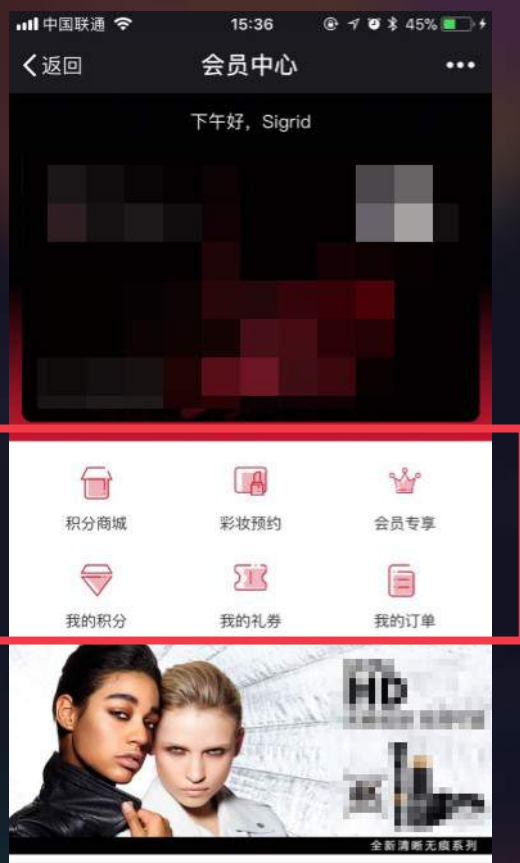 中国联通 15:36 45%
返回 会员中心
下午好，Sigrid
积分商城 彩妆预约 会员专享
我的积分 我的礼券 我的订单
HD
全新清晰无痕系列